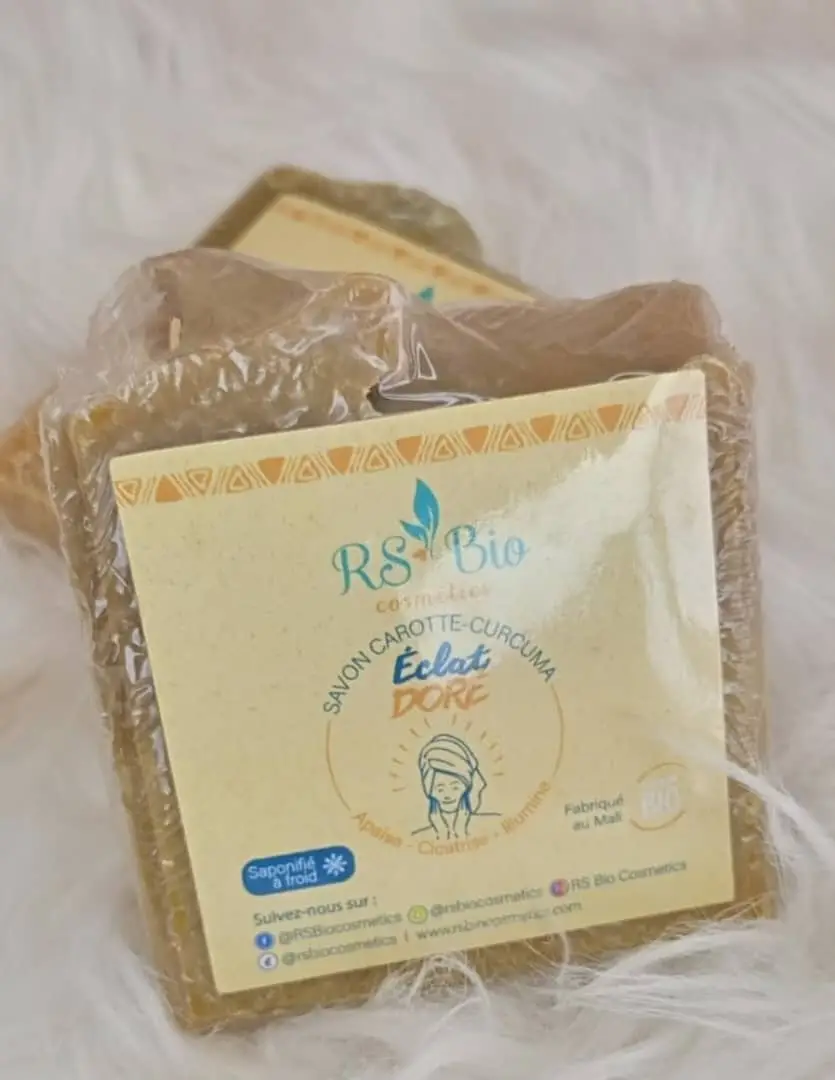 RS Bio
cosmetics
SAVON CAROTTE-CURCUMA
Éclat
DORÉ
Apaise - Cicatrise - Illumine
Fabriqué
au Mali
BIO
Saponifié
à froid
Suivez-nous sur :
@RSBiocosmetics @rsbiocosmetics RS Bio Cosmetics
@rsbiocosmetics | www.rsbiocosmetics.com